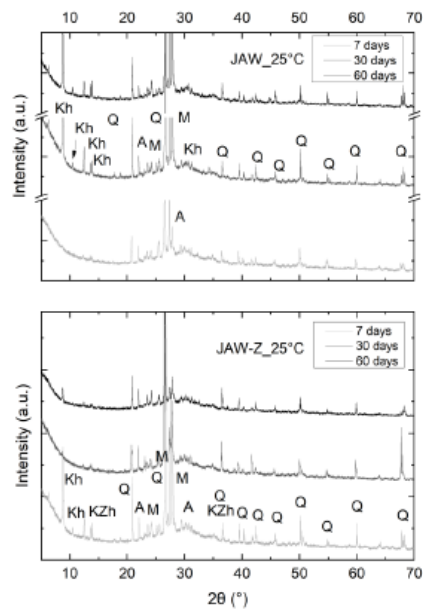 JAW_25°C
7 days
30 days
60 days
Kh
Kh
Kh
Kh
Q
A
M
Q
M
Kh
Q
Q
Q
Q
Q
Q
Q
A
Intensity (a.u.)
10 20 30 40 50 60 70
JAW-Z_25°C
7 days
30 days
60 days
Kh
Kh
KZh
Q
A
M
Q
M
M
A
Q
KZh
Q
Q
Q
Q
Q
Q
Q
Intensity (a.u.)
10 20 30 40 50 60 70
2θ (°)